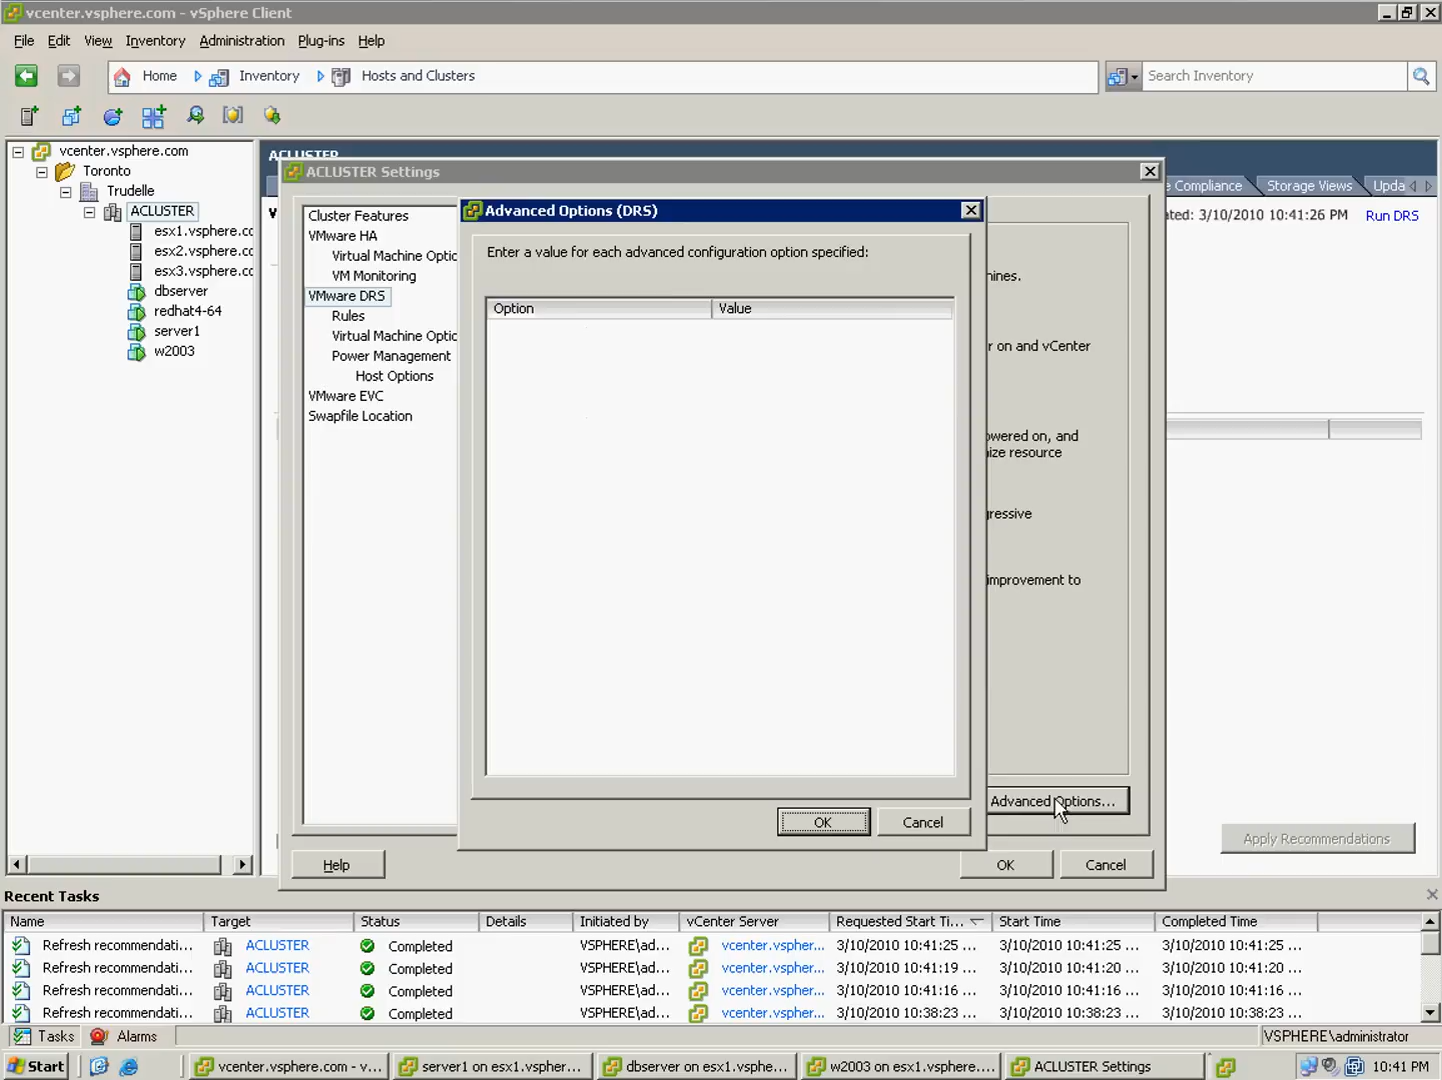 vcenter.vsphere.com - vSphere Client
File Edit View Inventory Administration Plug-ins Help
Home Inventory Hosts and Clusters
Search Inventory
vcenter.vsphere.com
Toronto
Trudelle
ACLUSTER
esx1.vsphere.cc
esx2.vsphere.cc
esx3.vsphere.cc
dbserver
redhat4-64
server1
w2003
ACLUSTER
e Compliance Storage Views Upda
ated: 3/10/2010 10:41:26 PM Run DRS
ACLUSTER Settings
Cluster Features
VMware HA
Virtual Machine Optic
VM Monitoring
VMware DRS
Rules
Virtual Machine Optic
Power Management
Host Options
VMware EVC
Swapfile Location
Advanced Options (DRS)
Enter a value for each advanced configuration option specified:
Option Value
OK Cancel
hines.
r on and vCenter
owered on, and
nize resource
gressive
improvement to
Advanced Options...
Help OK Cancel
Apply Recommendations
Recent Tasks
Name Target Status Details Initiated by vCenter Server Requested Start Ti... Start Time Completed Time
Refresh recommendati... ACLUSTER Completed VSPHERE\ad... vcenter.vspher... 3/10/2010 10:41:25 ... 3/10/2010 10:41:25 ... 3/10/2010 10:41:25 ...
Refresh recommendati... ACLUSTER Completed VSPHERE\ad... vcenter.vspher... 3/10/2010 10:41:19 ... 3/10/2010 10:41:20 ... 3/10/2010 10:41:20 ...
Refresh recommendati... ACLUSTER Completed VSPHERE\ad... vcenter.vspher... 3/10/2010 10:41:16 ... 3/10/2010 10:41:16 ... 3/10/2010 10:41:16 ...
Refresh recommendati... ACLUSTER Completed VSPHERE\ad... vcenter.vspher... 3/10/2010 10:38:23 ... 3/10/2010 10:38:23 ... 3/10/2010 10:38:23 ...
Tasks Alarms VSPHERE\administrator
Start vcenter.vsphere.com - v... server1 on esx1.vspher... dbserver on esx1.vsphe... w2003 on esx1.vsphere.... ACLUSTER Settings 10:41 PM